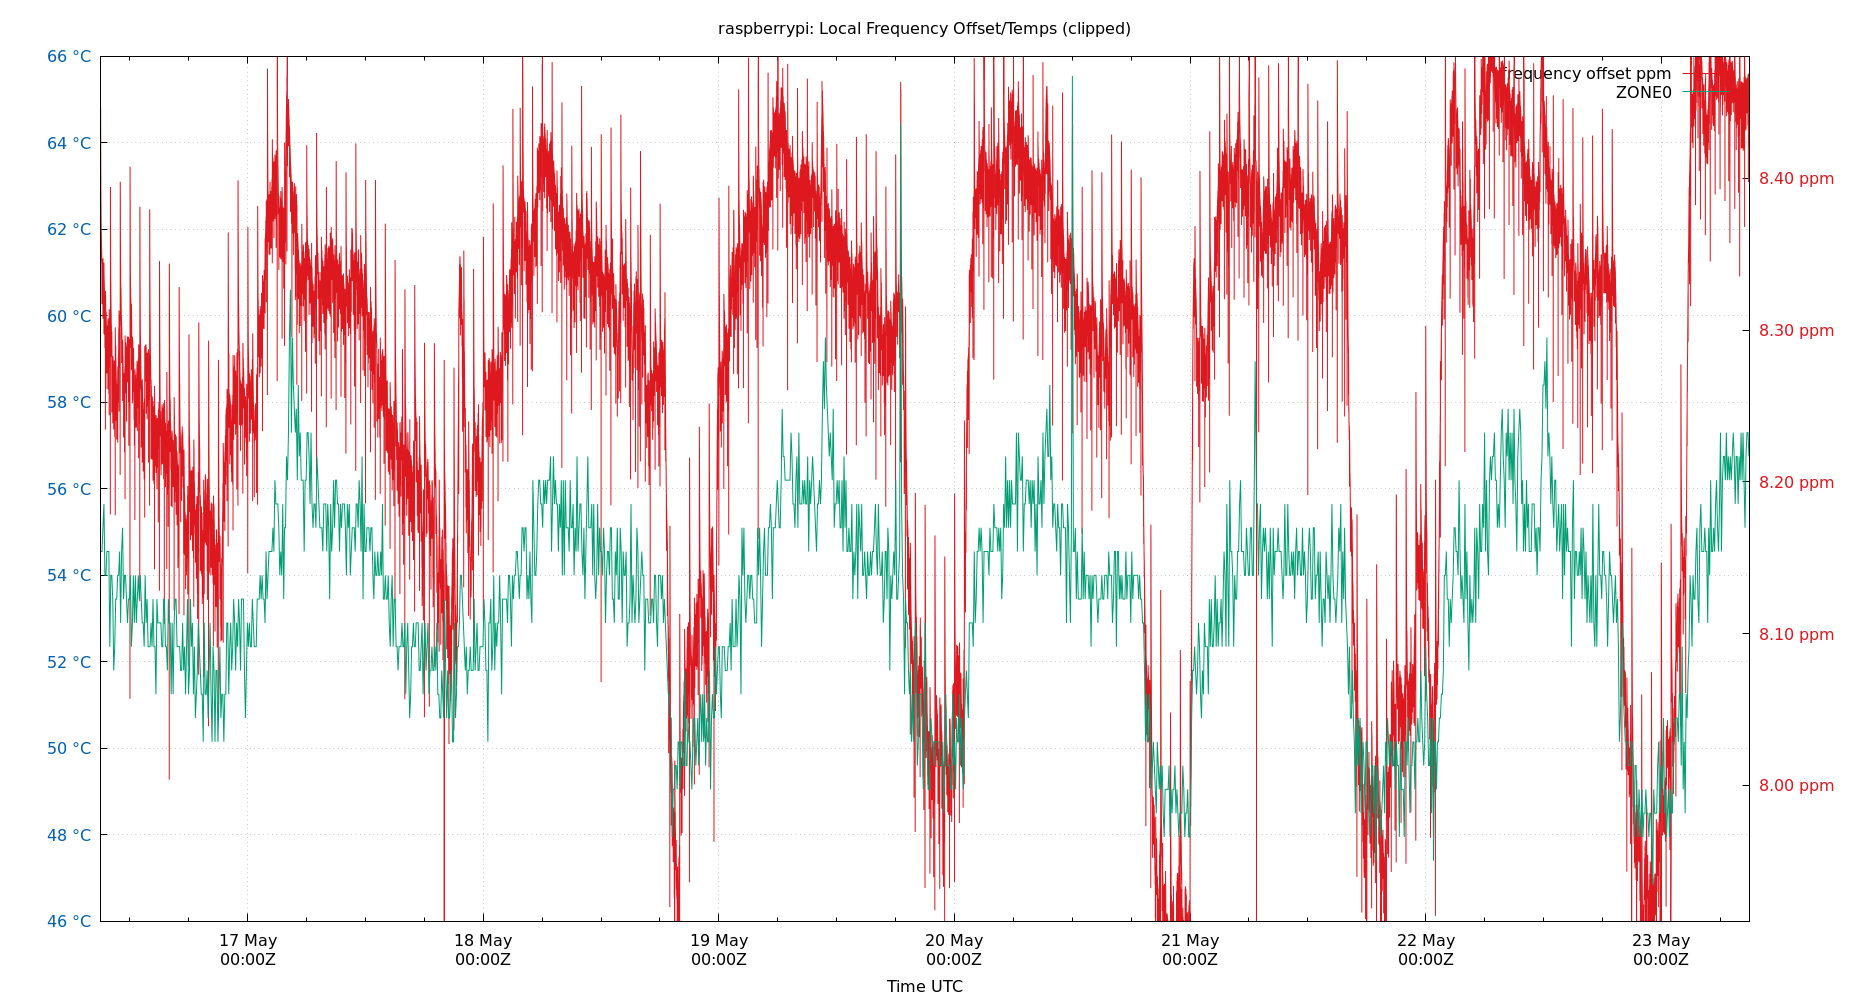 raspberrypi: Local Frequency Offset/Temps (clipped)
66 °C
64 °C
62 °C
60 °C
58 °C
56 °C
54 °C
52 °C
50 °C
48 °C
46 °C
frequency offset ppm
ZONE0
8.40 ppm
8.30 ppm
8.20 ppm
8.10 ppm
8.00 ppm
17 May
00:00Z
18 May
00:00Z
19 May
00:00Z
20 May
00:00Z
21 May
00:00Z
22 May
00:00Z
23 May
00:00Z
Time UTC